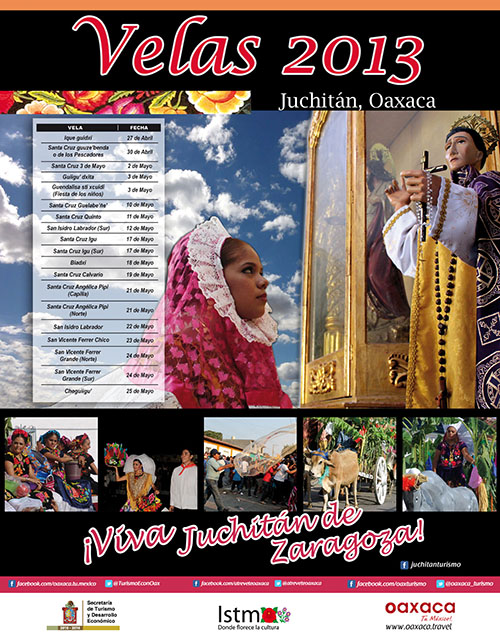 Velas 2013
Juchitán, Oaxaca
VELA FECHA
Ique guidxi 27 de Abril
Santa Cruz guuze'benda
o de los Pescadores 30 de Abril
Santa Cruz 3 de Mayo 2 de Mayo
Guligu' dxita 3 de Mayo
Guendalisa sti xcuidi
(Fiesta de los niños) 3 de Mayo
Santa Cruz Guelabe'ñe' 10 de Mayo
Santa Cruz Quinto 11 de Mayo
San Isidro Labrador (Sur) 12 de Mayo
Santa Cruz Igu 17 de Mayo
Santa Cruz Igu (Sur) 17 de Mayo
Biadxi 18 de Mayo
Santa Cruz Calvario 19 de Mayo
Santa Cruz Angélica Pipi
(Capilla) 21 de Mayo
Santa Cruz Angélica Pipi
(Norte) 21 de Mayo
San Isidro Labrador 22 de Mayo
San Vicente Ferrer Chico 23 de Mayo
San Vicente Ferrer
Grande (Norte) 24 de Mayo
San Vicente Ferrer
Grande (Sur) 24 de Mayo
Cheguiigu' 25 de Mayo
¡Viva Juchitán de
Zaragoza!
juchitanturismo
facebook.com/oaxaca.tu.mexico @TurismoEconOax facebook.com/atreveteaoaxaca @atreveteoaxaca facebook.com/oaxturismo @oaxaca_turismo
Secretaría
de Turismo y
Desarrollo
Económico
Istmo
Donde florece la cultura
oaxaca
Tú México!
www.oaxaca.travel